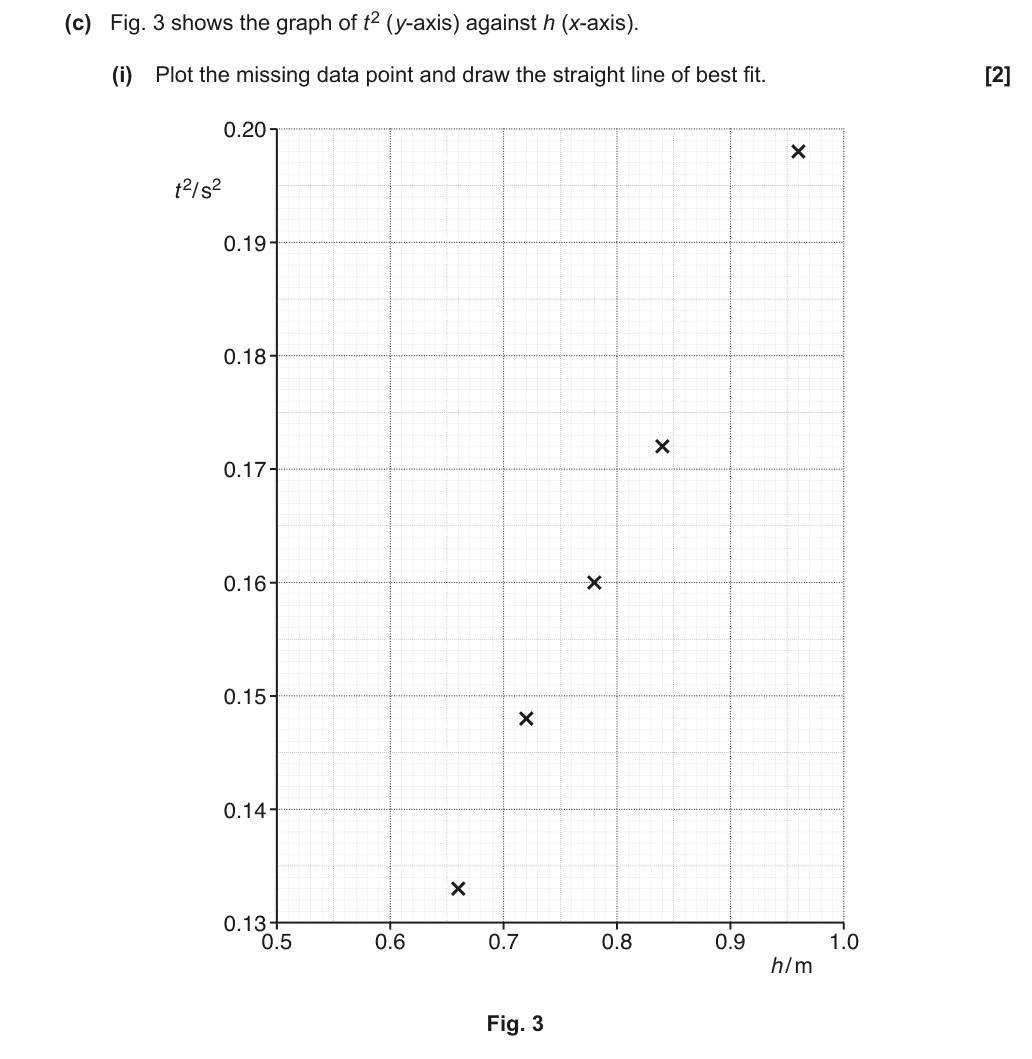 (c) Fig. 3 shows the graph of t² (y-axis) against h (x-axis).
(i) Plot the missing data point and draw the straight line of best fit. [2]
0.20
t²/s²
0.19
0.18
0.17
0.16
0.15
0.14
0.13
0.5 0.6 0.7 0.8 0.9 1.0
h/m
Fig. 3